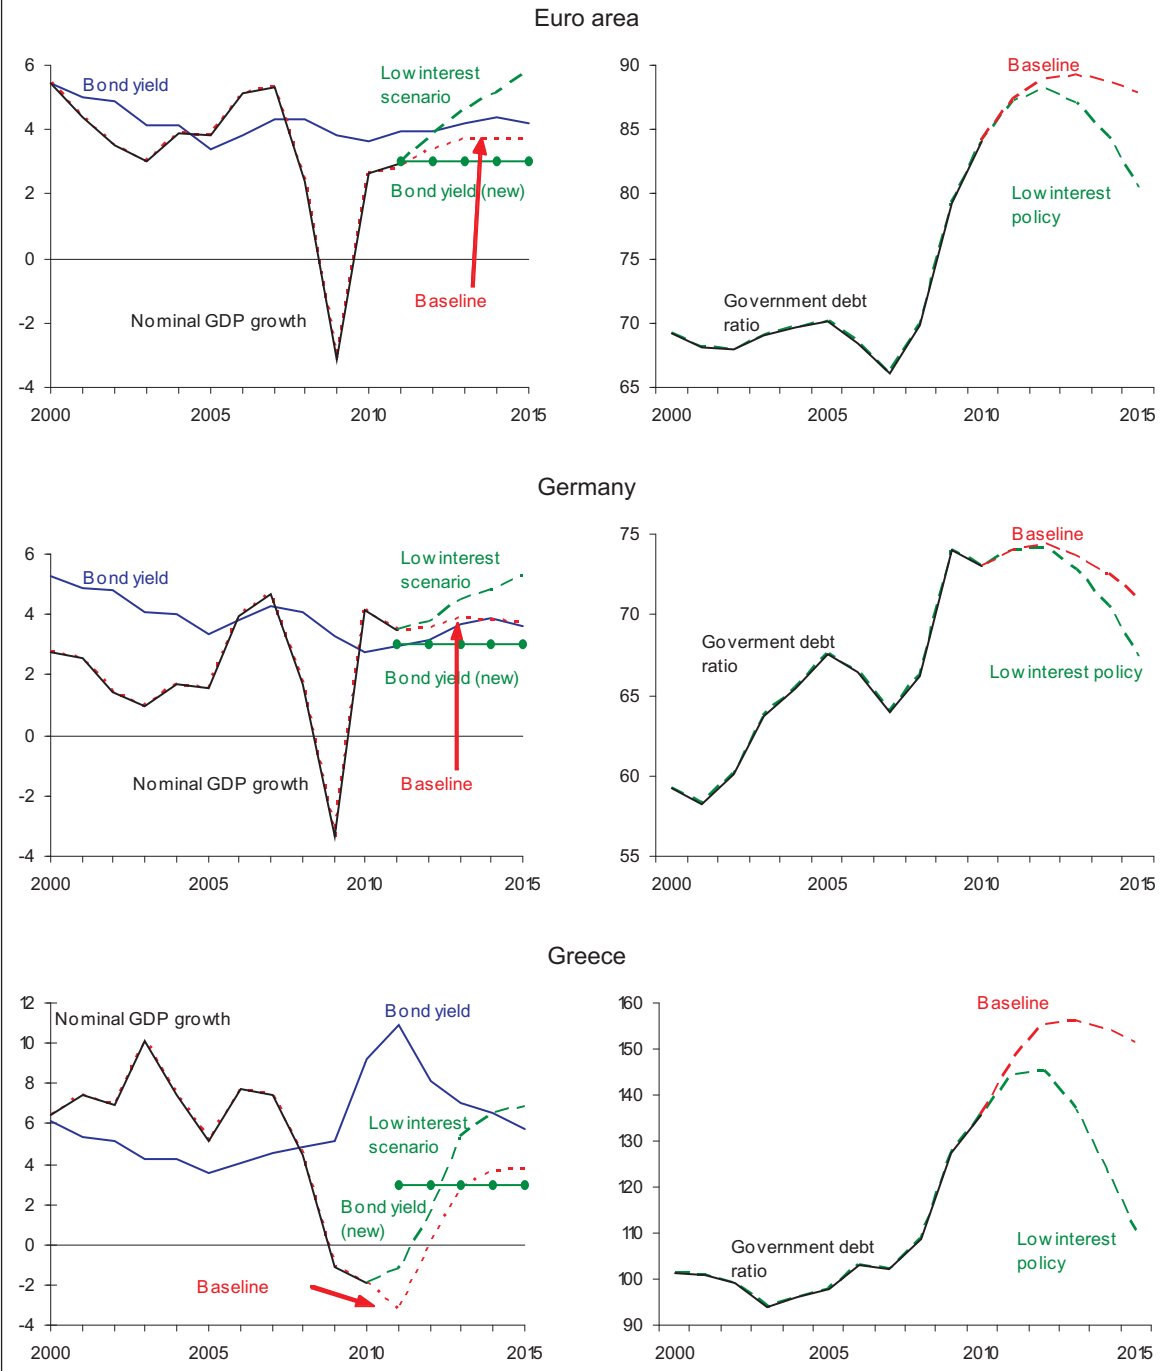 Euro area
6
4
2
0
-2
-4
2000
2005
2010
2015
Bond yield
Low interest
scenario
Bond yield (new)
Baseline
Nominal GDP growth
90
85
80
75
70
65
2000
2005
2010
2015
Baseline
Low interest
policy
Government debt
ratio
Germany
6
4
2
0
-2
-4
2000
2005
2010
2015
Bond yield
Low interest
scenario
Bond yield (new)
Nominal GDP growth
Baseline
75
70
65
60
55
2000
2005
2010
2015
Baseline
Goverment debt
ratio
Low interest policy
Greece
12
10
8
6
4
2
0
-2
-4
2000
2005
2010
2015
Nominal GDP growth
Bond yield
Low interest
scenario
Bond yield
(new)
Baseline
160
150
140
130
120
110
100
90
2000
2005
2010
2015
Baseline
Low interest
policy
Government debt
ratio